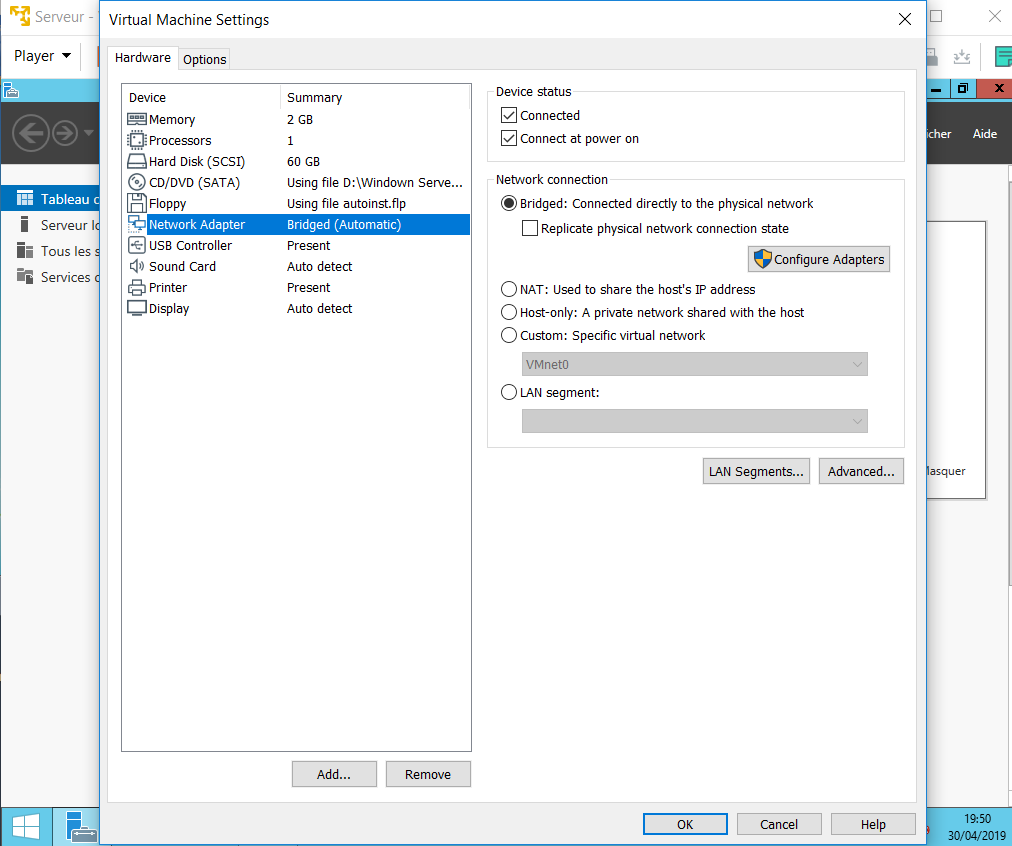 Serveur -
Virtual Machine Settings
Player
Hardware
Options
Device Summary
Memory 2 GB
Processors 1
Hard Disk (SCSI) 60 GB
CD/DVD (SATA) Using file D:\Windows Serve...
Floppy Using file autoinst.flp
Network Adapter Bridged (Automatic)
USB Controller Present
Sound Card Auto detect
Printer Present
Display Auto detect
Add...
Remove
Device status
Connected
Connect at power on
Network connection
Bridged: Connected directly to the physical network
Replicate physical network connection state
Configure Adapters
NAT: Used to share the host's IP address
Host-only: A private network shared with the host
Custom: Specific virtual network
VMnet0
LAN segment:
LAN Segments...
Advanced...
OK
Cancel
Help
icher
Aide
Tableau d
Serveur lo
Tous les s
Services d
Masquer
19:50
30/04/2019